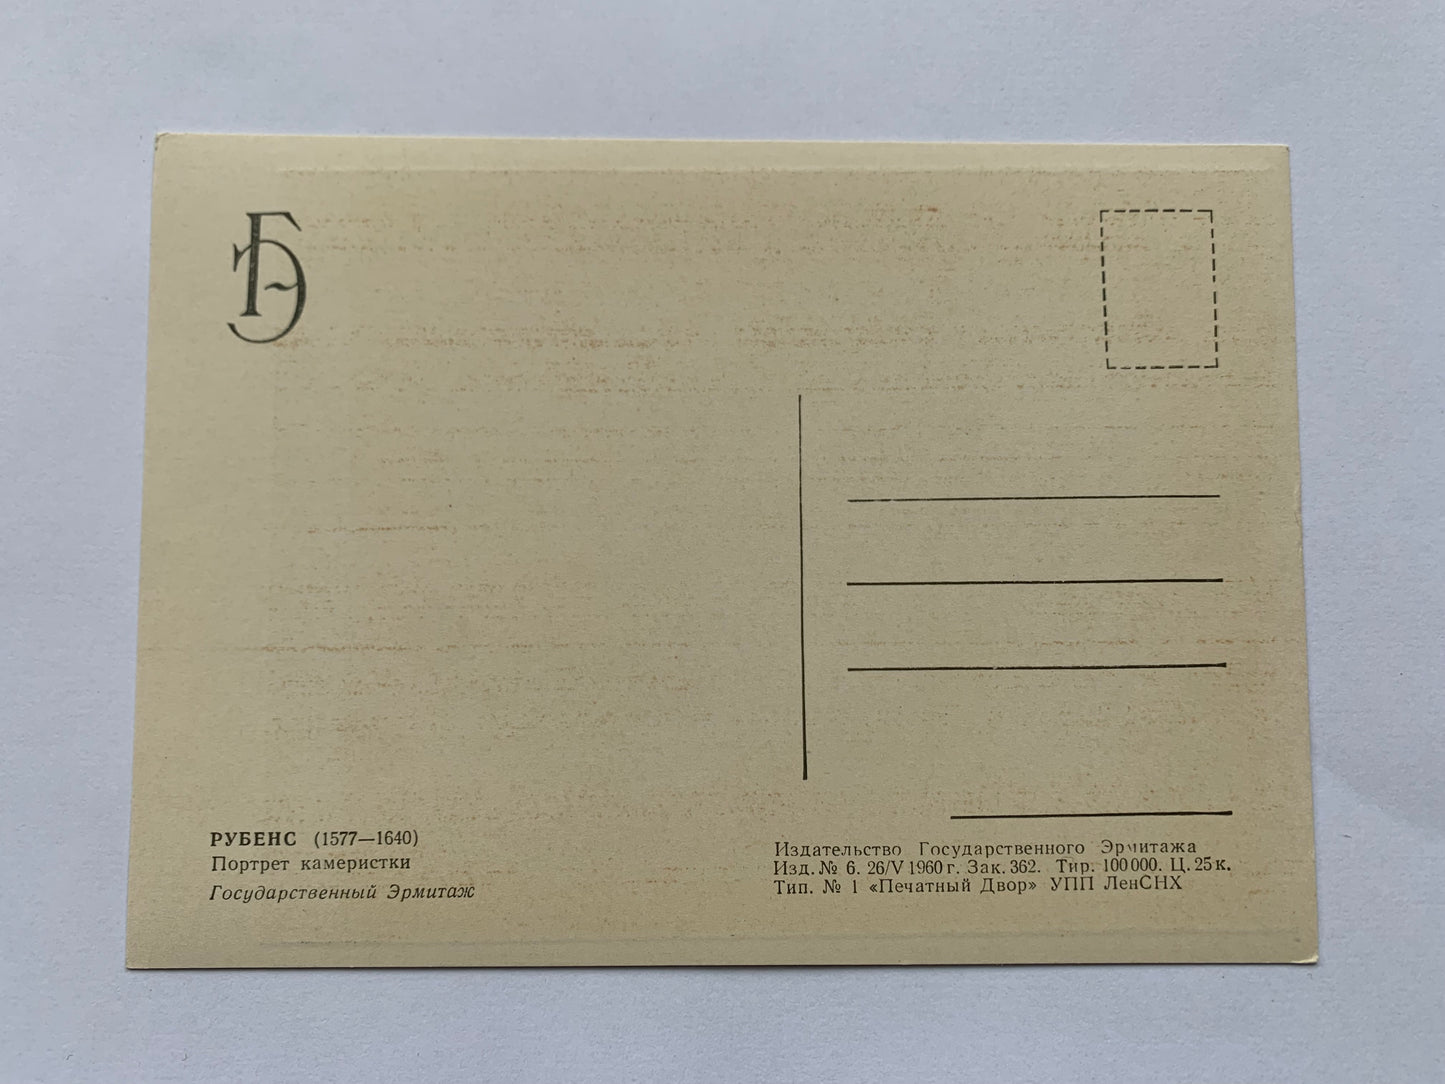 ГЭ
РУБЕНС (1577—1640)
Портрет камеристки
Государственный Эрмитаж
Издательство Государственного Эрмитажа
Изд. № 6. 26/V 1960 г. Зак. 362. Тир. 100 000. Ц. 25 к.
Тип. № 1 «Печатный Двор» УПП ЛенСНХ